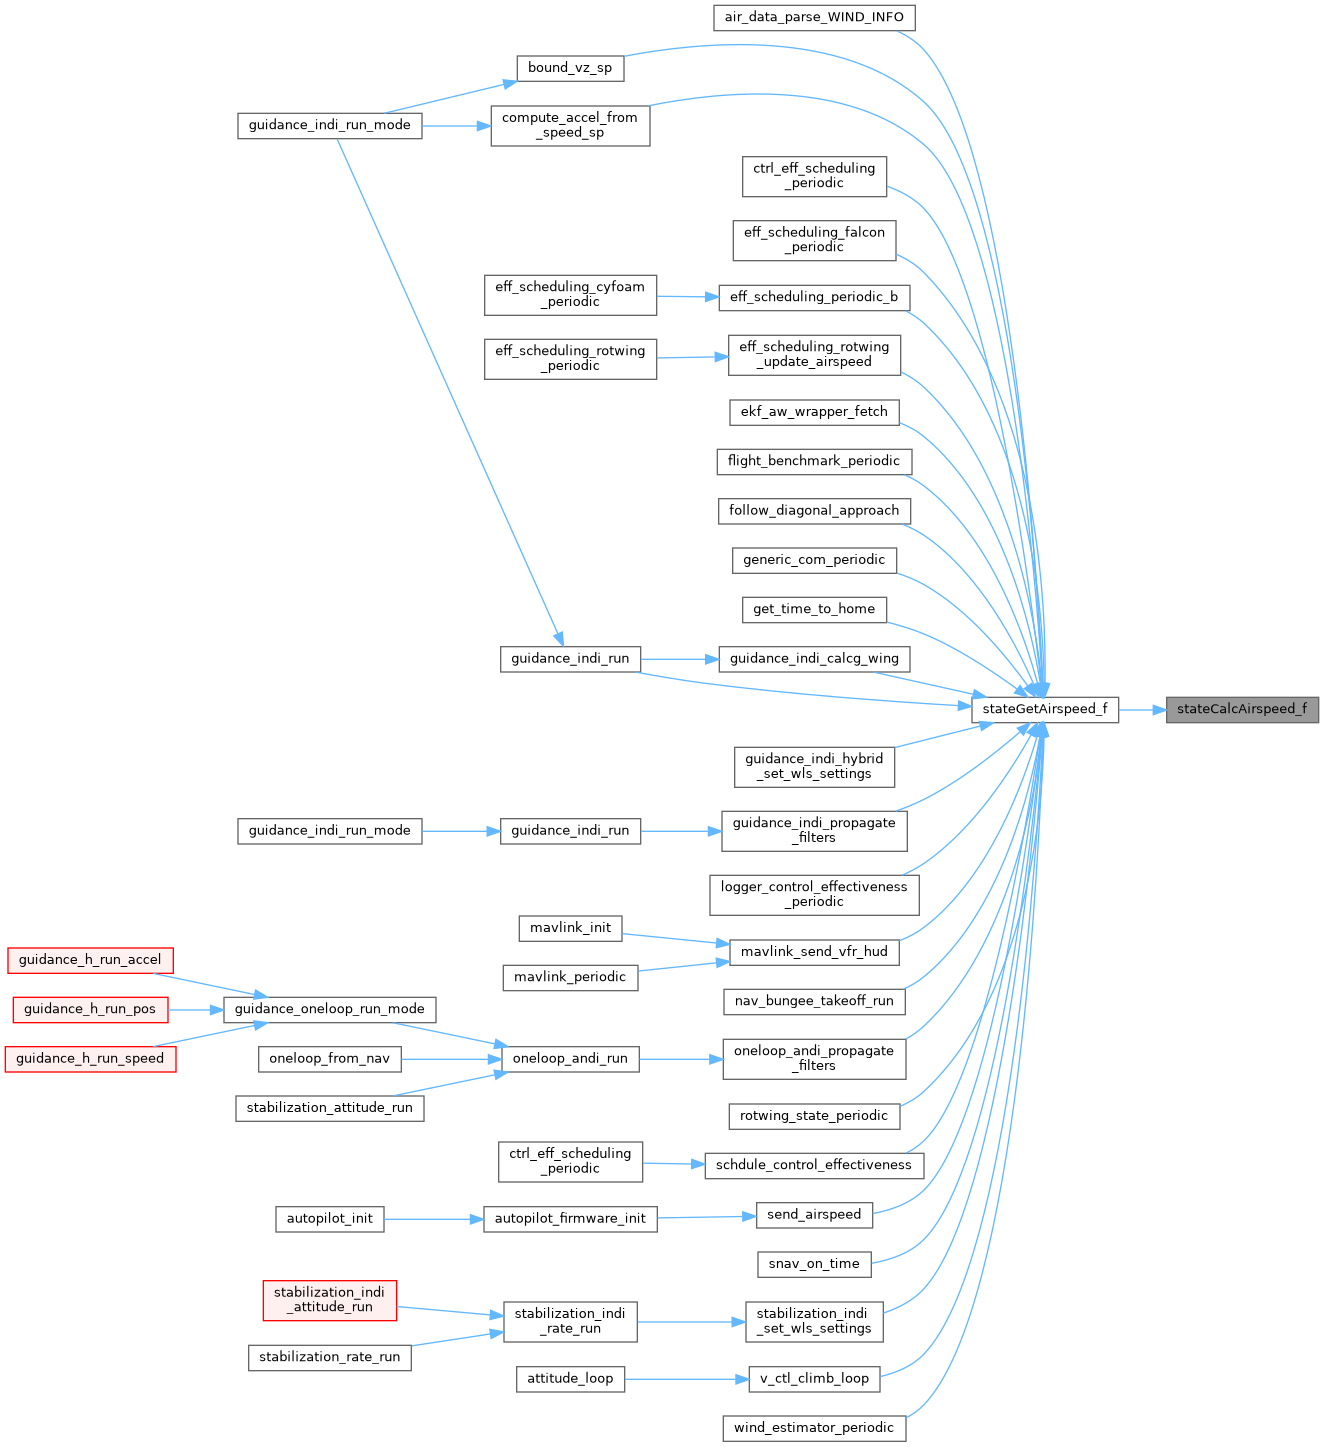 air_data_parse_WIND_INFO
bound_vz_sp
guidance_indi_run_mode
compute_accel_from
_speed_sp
ctrl_eff_scheduling
_periodic
eff_scheduling_falcon
_periodic
eff_scheduling_cyfoam
_periodic
eff_scheduling_periodic_b
eff_scheduling_rotwing
_periodic
eff_scheduling_rotwing
_update_airspeed
ekf_aw_wrapper_fetch
flight_benchmark_periodic
follow_diagonal_approach
generic_com_periodic
get_time_to_home
guidance_indi_run
guidance_indi_calcg_wing
stateGetAirspeed_f
stateCalcAirspeed_f
guidance_indi_hybrid
_set_wls_settings
guidance_indi_run_mode
guidance_indi_run
guidance_indi_propagate
_filters
logger_control_effectiveness
_periodic
mavlink_init
mavlink_send_vfr_hud
mavlink_periodic
guidance_h_run_accel
guidance_h_run_pos
guidance_h_run_speed
guidance_oneloop_run_mode
nav_bungee_takeoff_run
oneloop_from_nav
oneloop_andi_run
oneloop_andi_propagate
_filters
stabilization_attitude_run
rotwing_state_periodic
ctrl_eff_scheduling
_periodic
schdule_control_effectiveness
autopilot_init
autopilot_firmware_init
send_airspeed
snav_on_time
stabilization_indi
_attitude_run
stabilization_indi
_rate_run
stabilization_indi
_set_wls_settings
stabilization_rate_run
attitude_loop
v_ctl_climb_loop
wind_estimator_periodic